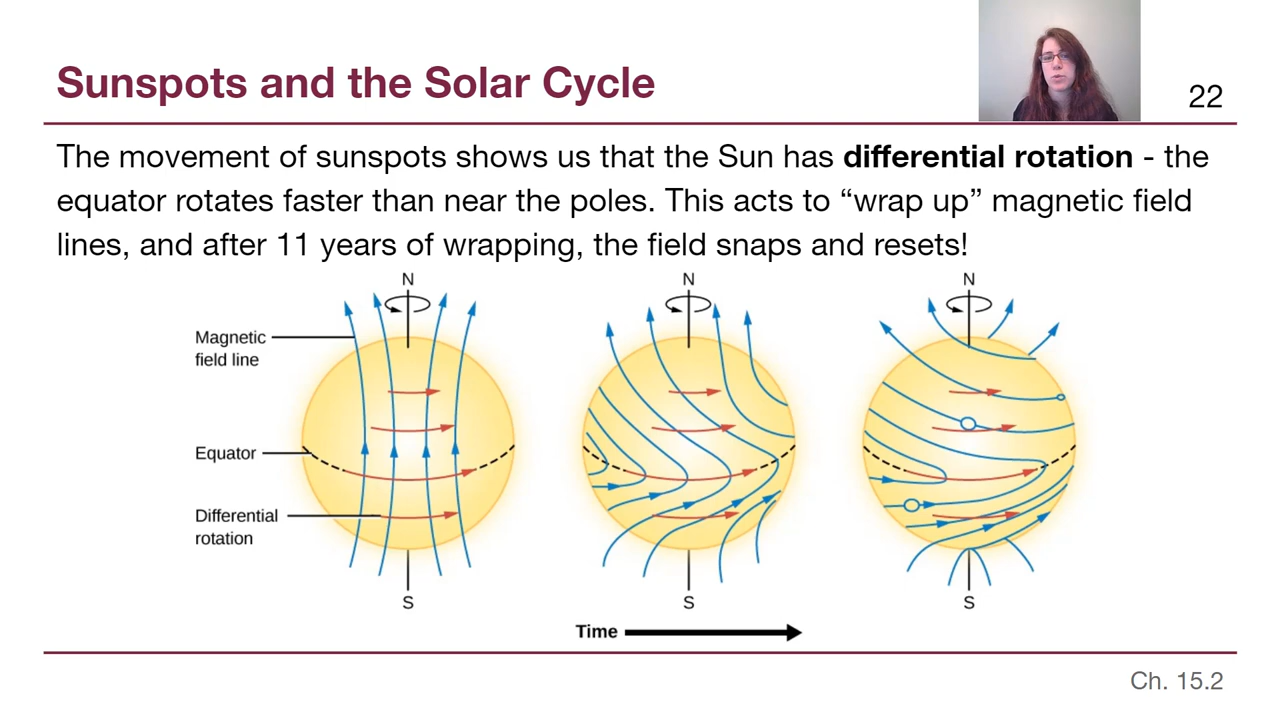 Sunspots and the Solar Cycle
22
The movement of sunspots shows us that the Sun has differential rotation - the
equator rotates faster than near the poles. This acts to “wrap up” magnetic field
lines, and after 11 years of wrapping, the field snaps and resets!
N
N
N
Magnetic
field line
Equator
Differential
rotation
S
S
S
Time
Ch. 15.2